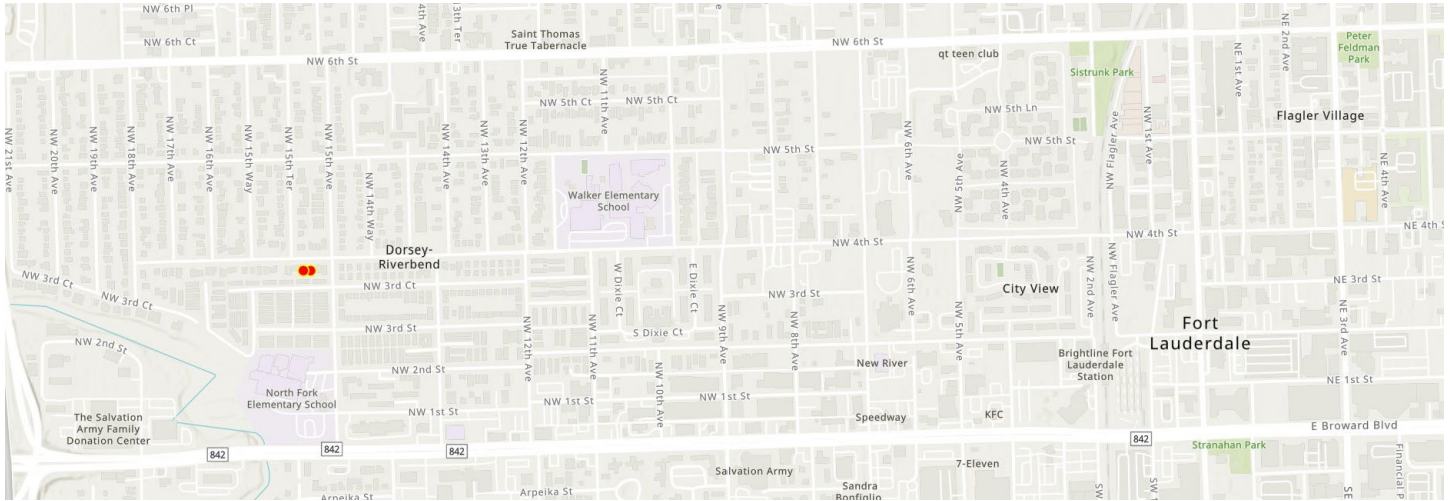 NW 6th Pl
NW 6th Ct
4th Ave
3th Ter
Saint Thomas
True Tabernacle
NW 6th St
NW 6th St
qt teen club
Sistrunk Park
NE 1st Ave
NE 2nd Ave
Peter
Feldman
Park
NW 11th Ave
NW 5th Ct
NW 5th Ct
NW 5th Ln
NW 1st Ave
Flagler Village
NW 21st Ave
NW 20th Ave
NW 19th Ave
NW 18th Ave
NW 17th Ave
NW 16th Ave
NW 15th Way
NW 15th Ter
NW 15th Ave
NW 14th Way
NW 14th Ave
NW 13th Ave
NW 12th Ave
NW 5th St
NW 6th Ave
NW 5th Ave
NW 4th Ave
NW 5th St
NW Flagler Ave
NE 4th Ave
Walker Elementary
School
Dorsey-
Riverbend
NW 4th St
NW 4th St
NE 4th S
NW 3rd Ct
NW 3rd Ct
NW 3rd Ct
W Dixie Ct
E Dixie Ct
NW 3rd St
NW 6th Ave
City View
NW 2nd Ave
NW Flagler Ave
NE 3rd St
NE 3rd Ave
NW 3rd St
S Dixie Ct
NW 9th Ave
NW 8th Ave
NW 5th Ave
Fort
Lauderdale
NW 2nd St
NW 12th Ave
NW 11th Ave
NW 10th Ave
NW 2nd St
New River
Brightline Fort
Lauderdale
Station
North Fork
Elementary School
NW 1st St
NW 1st St
NW 1st St
NE 1st St
The Salvation
Army Family
Donation Center
Speedway
KFC
E Broward Blvd
842
842
842
842
Stranahan Park
Salvation Army
7-Eleven
Arpeika St
Arpeika St
Sandra
Bonfiglio
SW
SW 1
SE
Financial P